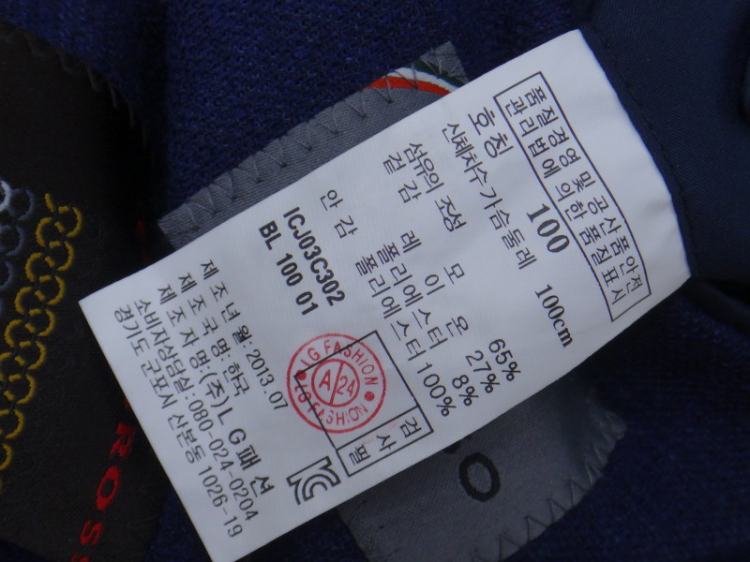 품질경영 및 공산품안전
관리법에 의한 품질표시
호칭 100
신체치수 가슴둘레 100cm
섬유의 조성
겉감 모 65%
레이온 27%
폴리에스터 8%
안감 폴리에스터 100%
ICJ03C302
BL 100 01
제조년월: 2013.07
제조국명: 한국
제조자명: (주)LG패션
소비자상담실: 080-024-0204
경기도 군포시 산본동 1026-19
LG FASHION
A/24
LG FASHION
검
사
필
ROS
O